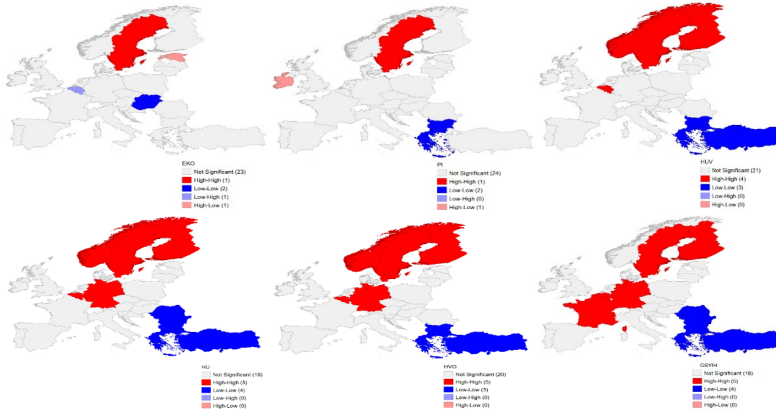 EKO
Not Significant (23)
High-High (1)
Low-Low (2)
Low-High (1)
High-Low (1)
PI
Not Significant (24)
High-High (1)
Low-Low (2)
Low-High (0)
High-Low (1)
HUV
Not Significant (21)
High-High (4)
Low-Low (3)
Low-High (0)
High-Low (0)
HU
Not Significant (19)
High-High (5)
Low-Low (4)
Low-High (0)
High-Low (0)
HVO
Not Significant (20)
High-High (5)
Low-Low (3)
Low-High (0)
High-Low (0)
GSYIH
Not Significant (19)
High-High (5)
Low-Low (4)
Low-High (0)
High-Low (0)